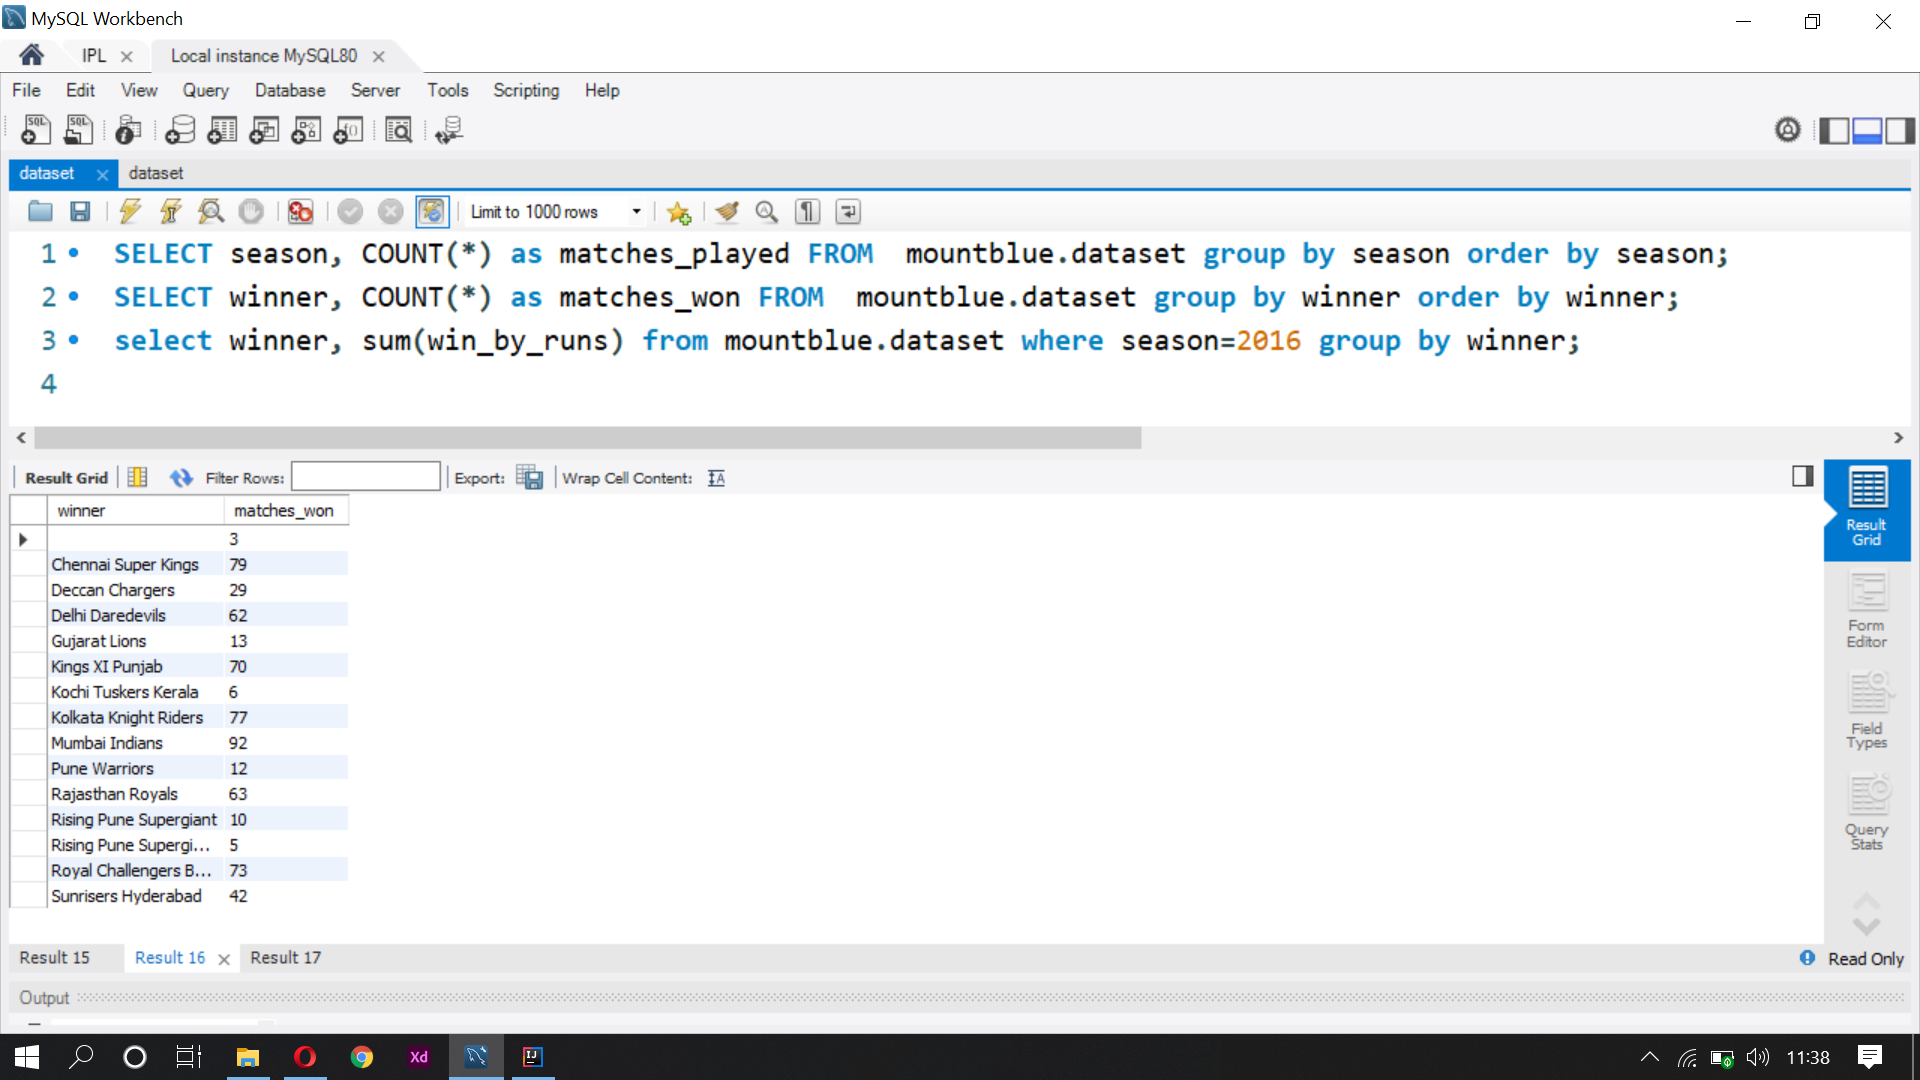 MySQL Workbench
IPL
Local instance MySQL80
File Edit View Query Database Server Tools Scripting Help
dataset dataset
Limit to 1000 rows
1 SELECT season, COUNT(*) as matches_played FROM  mountblue.dataset group by season order by season;
2 SELECT winner, COUNT(*) as matches_won FROM  mountblue.dataset group by winner order by winner;
3 select winner, sum(win_by_runs) from mountblue.dataset where season=2016 group by winner;
4
Result Grid Filter Rows: Export: Wrap Cell Content:
winner matches_won
3
Chennai Super Kings 79
Deccan Chargers 29
Delhi Daredevils 62
Gujarat Lions 13
Kings XI Punjab 70
Kochi Tuskers Kerala 6
Kolkata Knight Riders 77
Mumbai Indians 92
Pune Warriors 12
Rajasthan Royals 63
Rising Pune Supergiant 10
Rising Pune Supergi... 5
Royal Challengers B... 73
Sunrisers Hyderabad 42
Result
Grid
Form
Editor
Field
Types
Query
Stats
Result 15 Result 16 Result 17
Read Only
Output
Xd
IJ
11:38